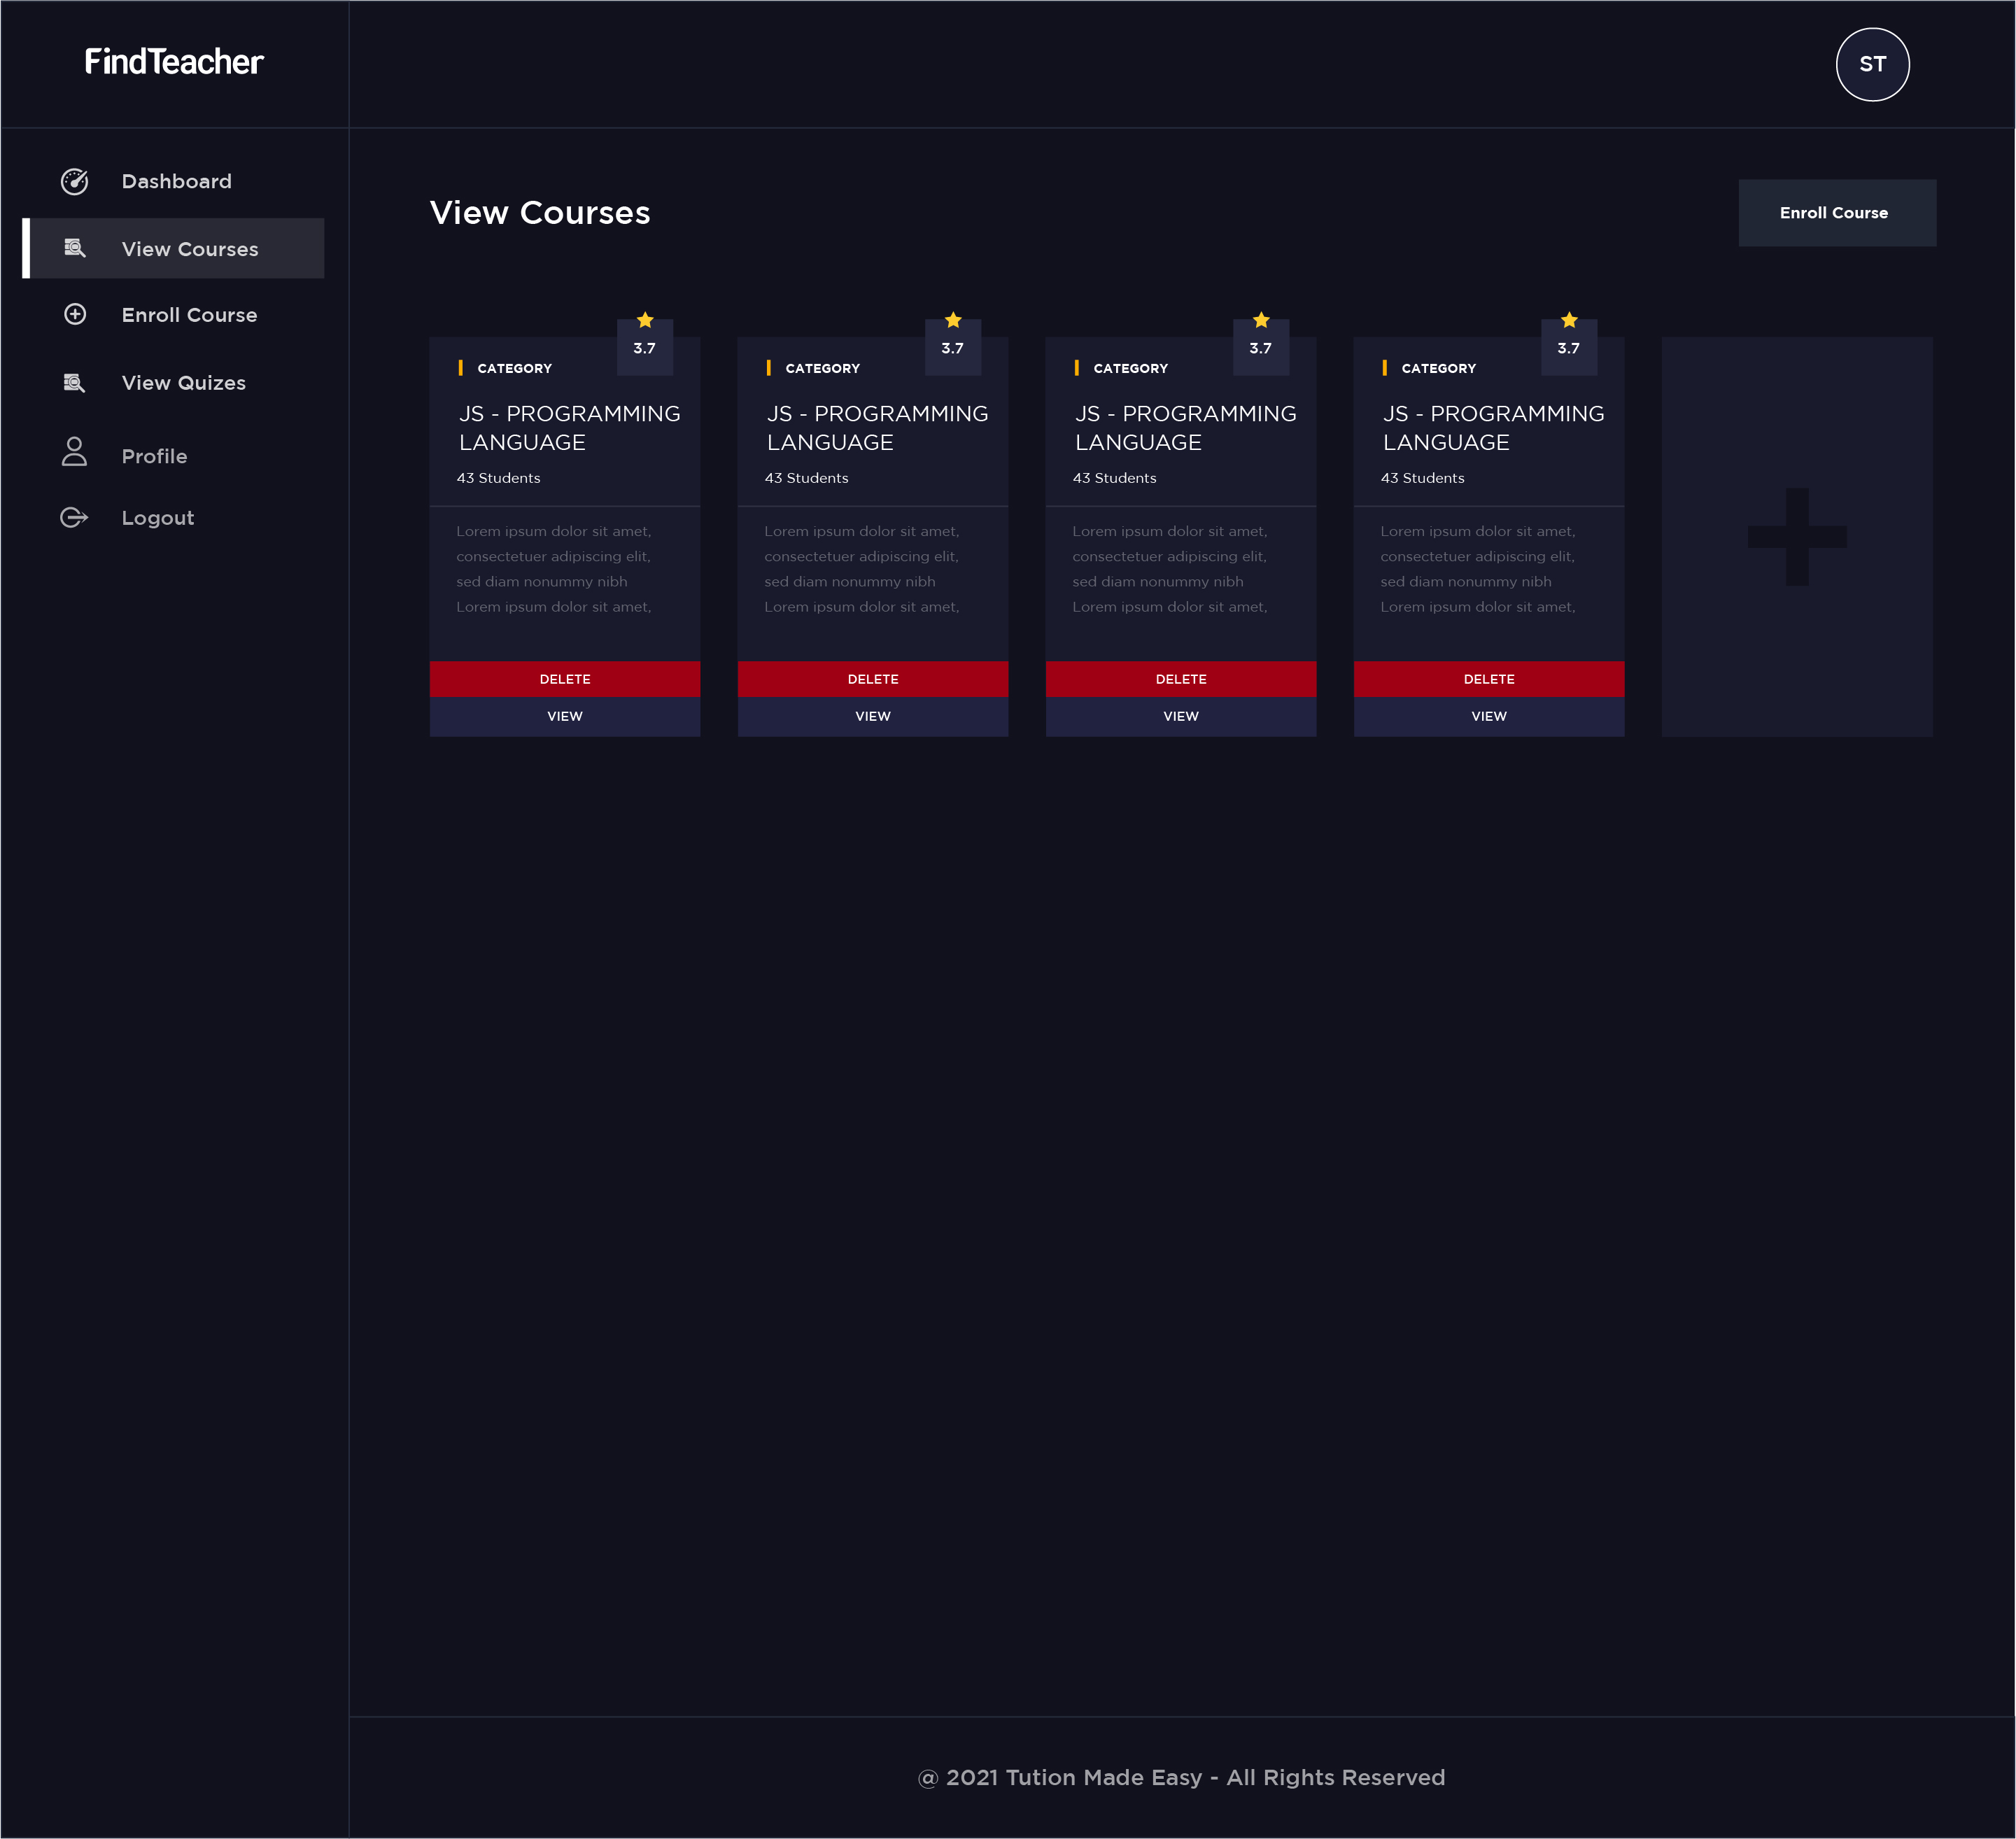 FindTeacher
ST
Dashboard
View Courses
Enroll Course
View Quizes
Profile
Logout
View Courses
Enroll Course
3.7
CATEGORY
JS - PROGRAMMING
LANGUAGE
43 Students
Lorem ipsum dolor sit amet,
consectetuer adipiscing elit,
sed diam nonummy nibh
Lorem ipsum dolor sit amet,
DELETE
VIEW
3.7
CATEGORY
JS - PROGRAMMING
LANGUAGE
43 Students
Lorem ipsum dolor sit amet,
consectetuer adipiscing elit,
sed diam nonummy nibh
Lorem ipsum dolor sit amet,
DELETE
VIEW
3.7
CATEGORY
JS - PROGRAMMING
LANGUAGE
43 Students
Lorem ipsum dolor sit amet,
consectetuer adipiscing elit,
sed diam nonummy nibh
Lorem ipsum dolor sit amet,
DELETE
VIEW
3.7
CATEGORY
JS - PROGRAMMING
LANGUAGE
43 Students
Lorem ipsum dolor sit amet,
consectetuer adipiscing elit,
sed diam nonummy nibh
Lorem ipsum dolor sit amet,
DELETE
VIEW
@ 2021 Tution Made Easy - All Rights Reserved